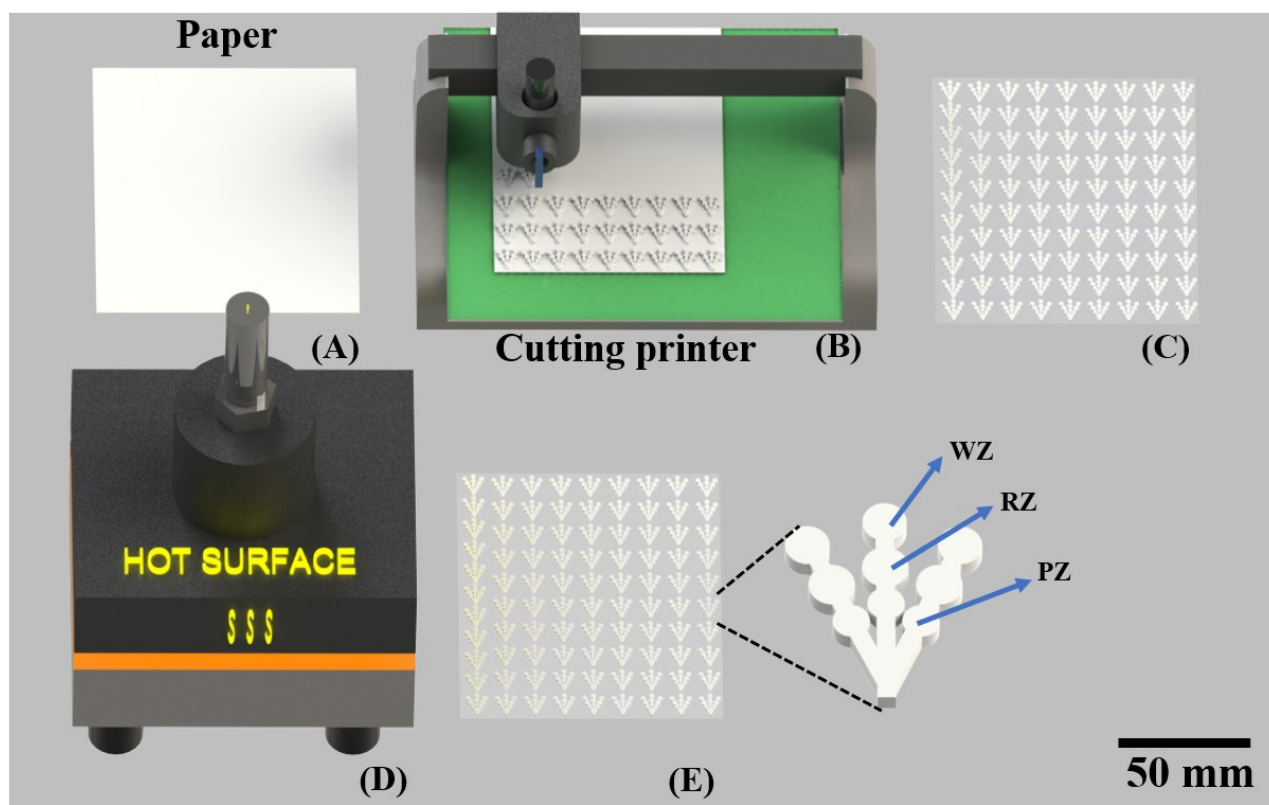 Paper
(A)
Cutting printer
(B)
(C)
HOT SURFACE
SSS
(D)
(E)
WZ
RZ
PZ
50 mm